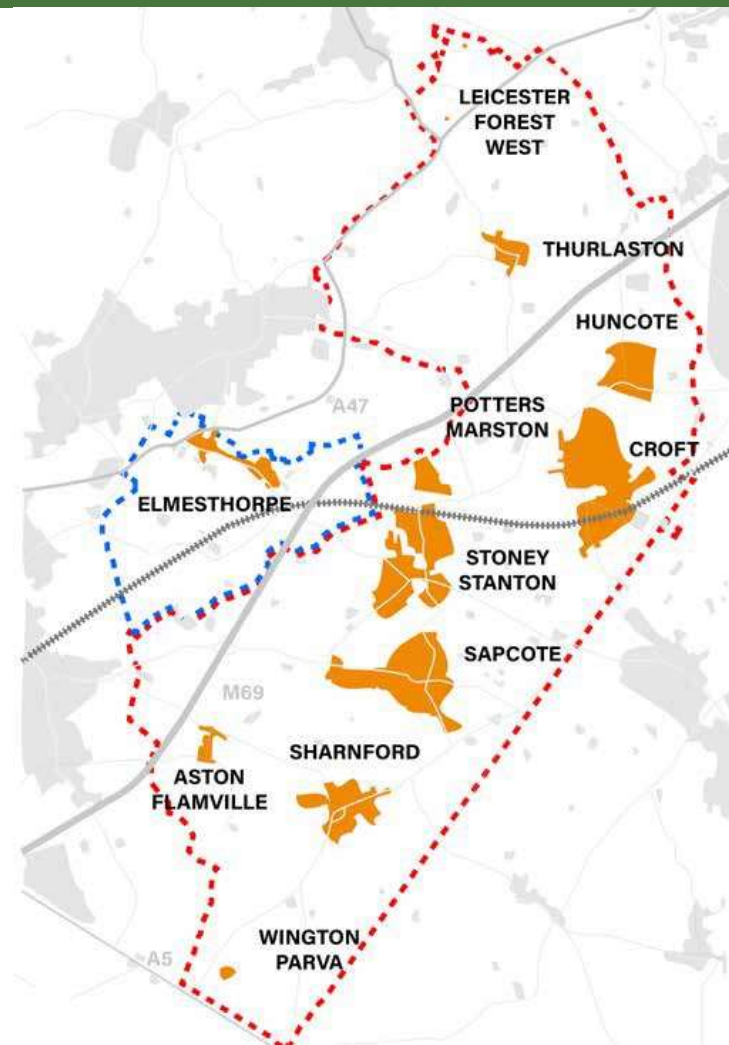 LEICESTER
FOREST
WEST
THURLASTON
HUNCOTE
A47
POTTERS
MARSTON
CROFT
ELMESTHORPE
STONEY
STANTON
SAPCOTE
M69
SHARNFORD
ASTON
FLAMVILLE
WINGTON
PARVA
A5